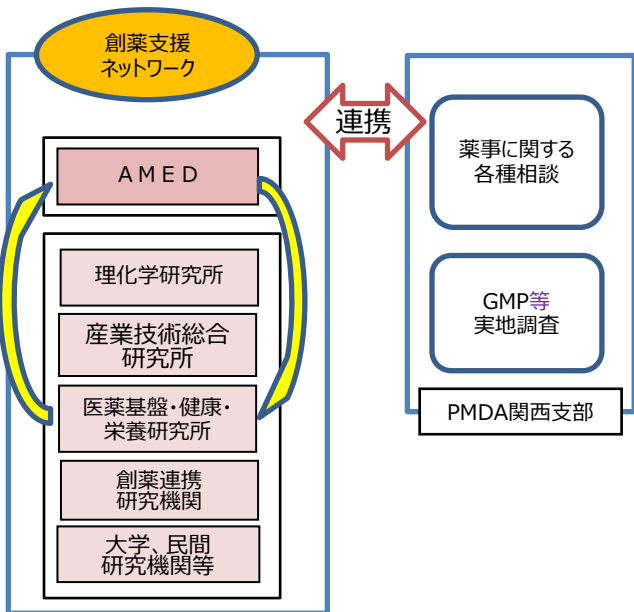 創薬支援
ネットワーク
連携
ＡＭＥＤ
理化学研究所
産業技術総合
研究所
医薬基盤・健康・
栄養研究所
創薬連携
研究機関
大学、民間
研究機関等
薬事に関する
各種相談
GMP等
実地調査
PMDA関西支部